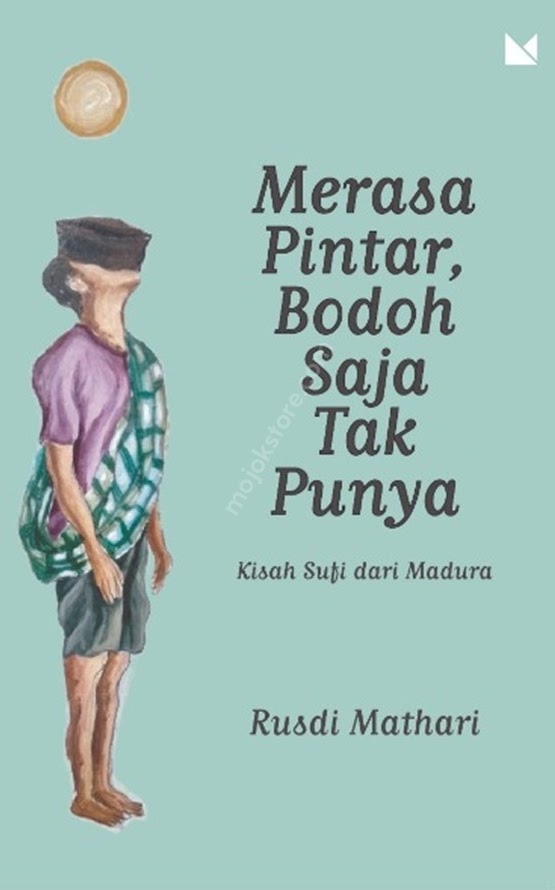 Merasa
Pintar,
Bodoh
Saja
Tak
Punya
Kisah Sufi dari Madura
Rusdi Mathari